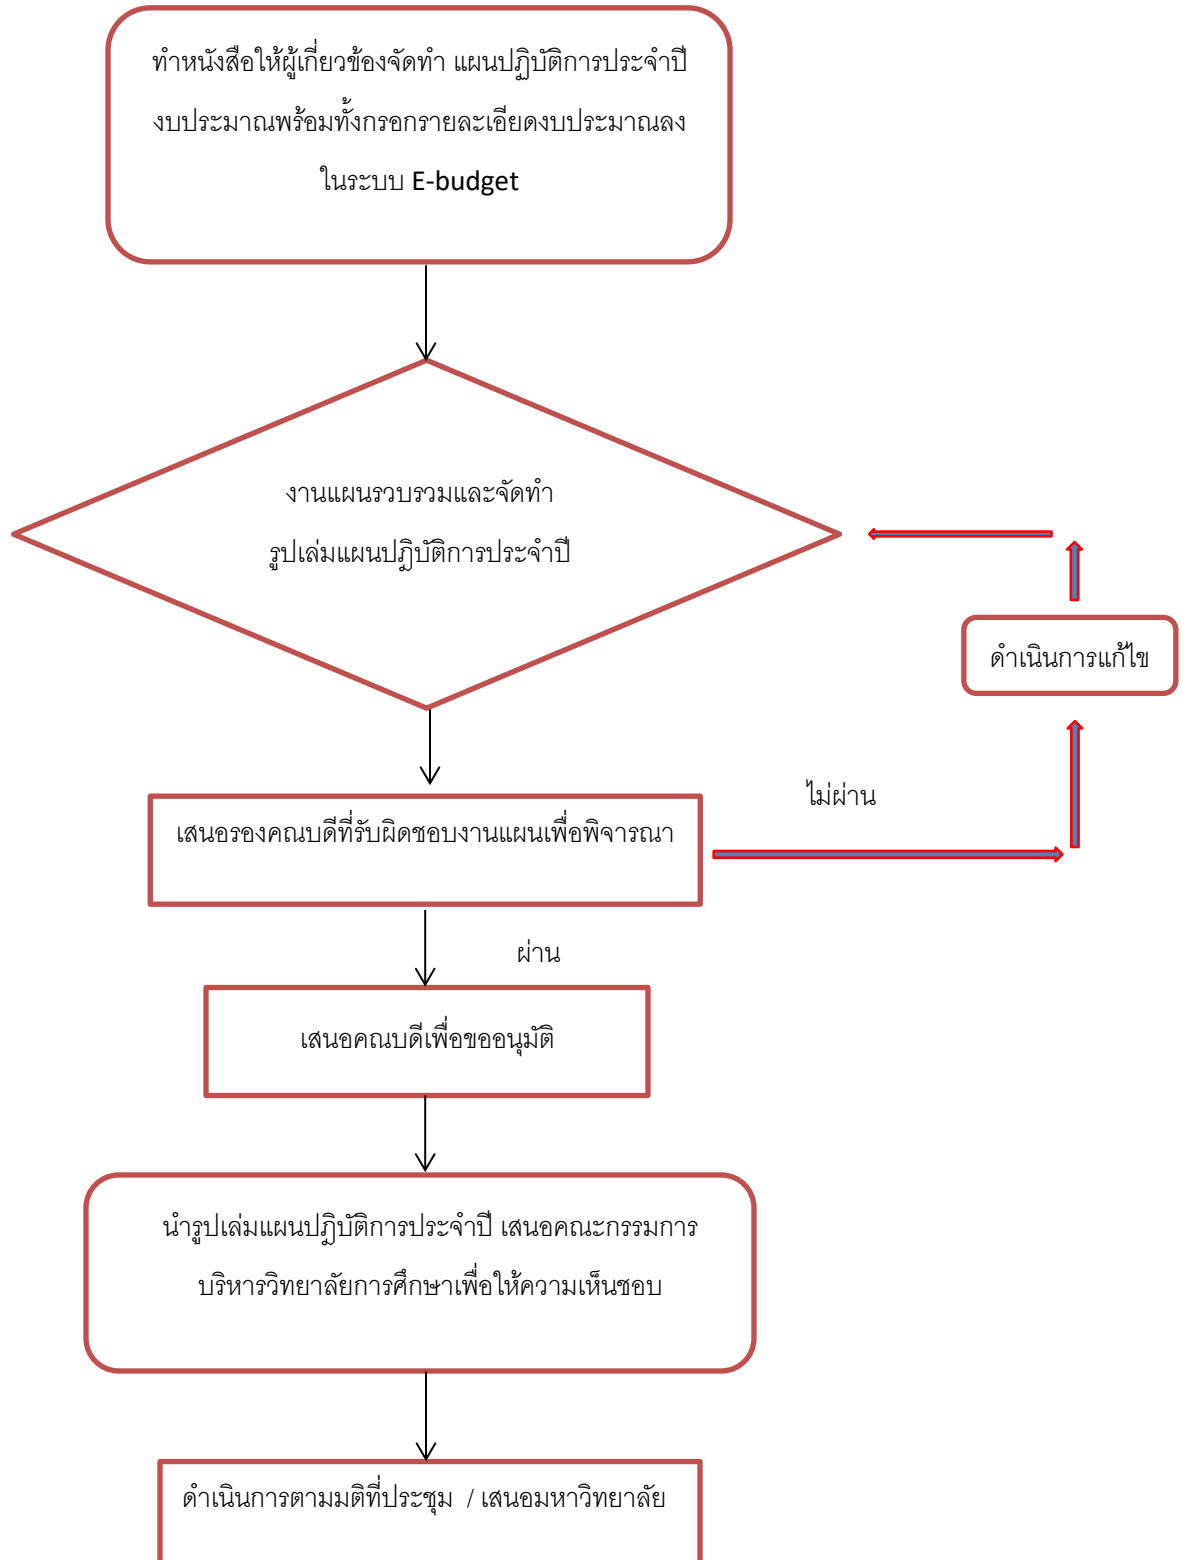 ทำหนังสือให้ผู้เกี่ยวข้องจัดทำ แผนปฏิบัติการประจำปี
งบประมาณพร้อมทั้งกรอกรายละเอียดงบประมาณลง
ในระบบ E-budget
งานแผนรวบรวมและจัดทำ
รูปเล่มแผนปฏิบัติการประจำปี
ดำเนินการแก้ไข
ไม่ผ่าน
เสนอรองคณบดีที่รับผิดชอบงานแผนเพื่อพิจารณา
ผ่าน
เสนอคณบดีเพื่อขออนุมัติ
นำรูปเล่มแผนปฏิบัติการประจำปี เสนอคณะกรรมการ
บริหารวิทยาลัยการศึกษาเพื่อให้ความเห็นชอบ
ดำเนินการตามมติที่ประชุม / เสนอมหาวิทยาลัย